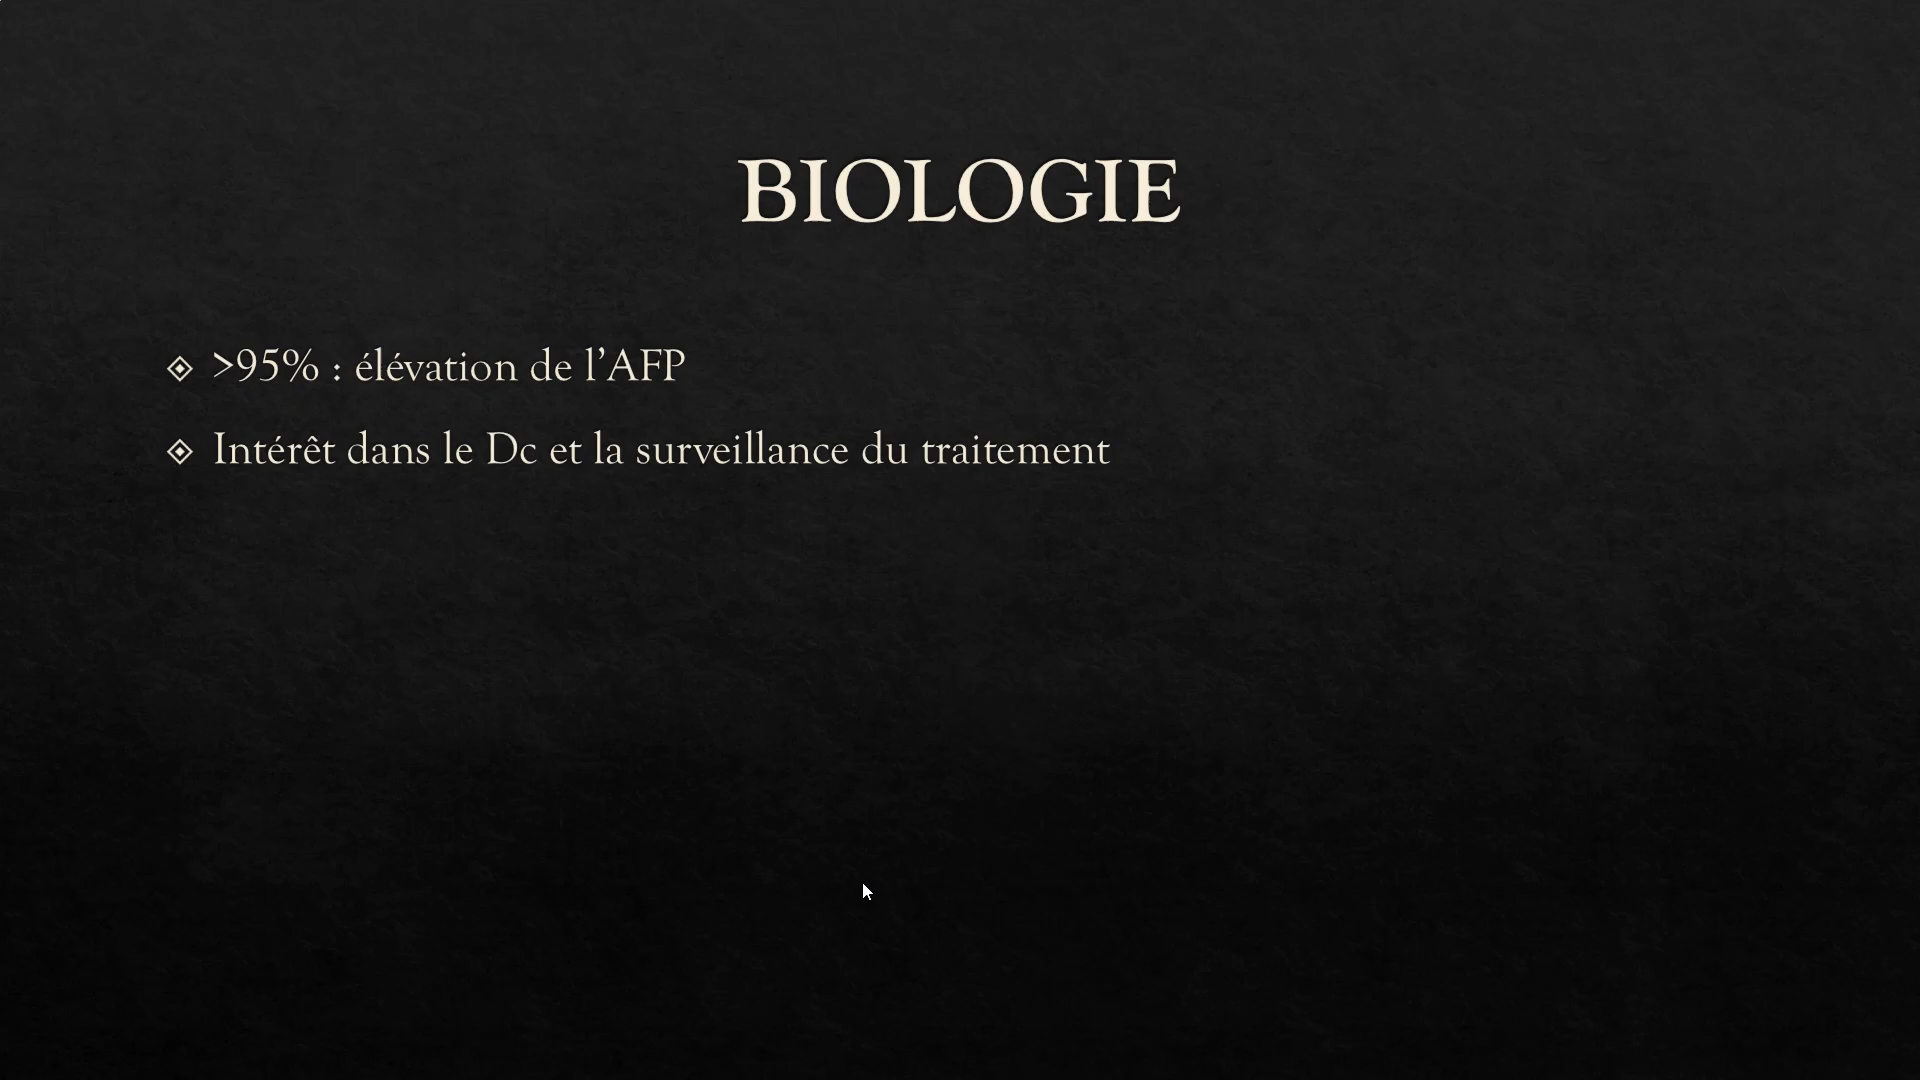 BIOLOGIE
>95% : élévation de l’AFP
Intérêt dans le Dc et la surveillance du traitement